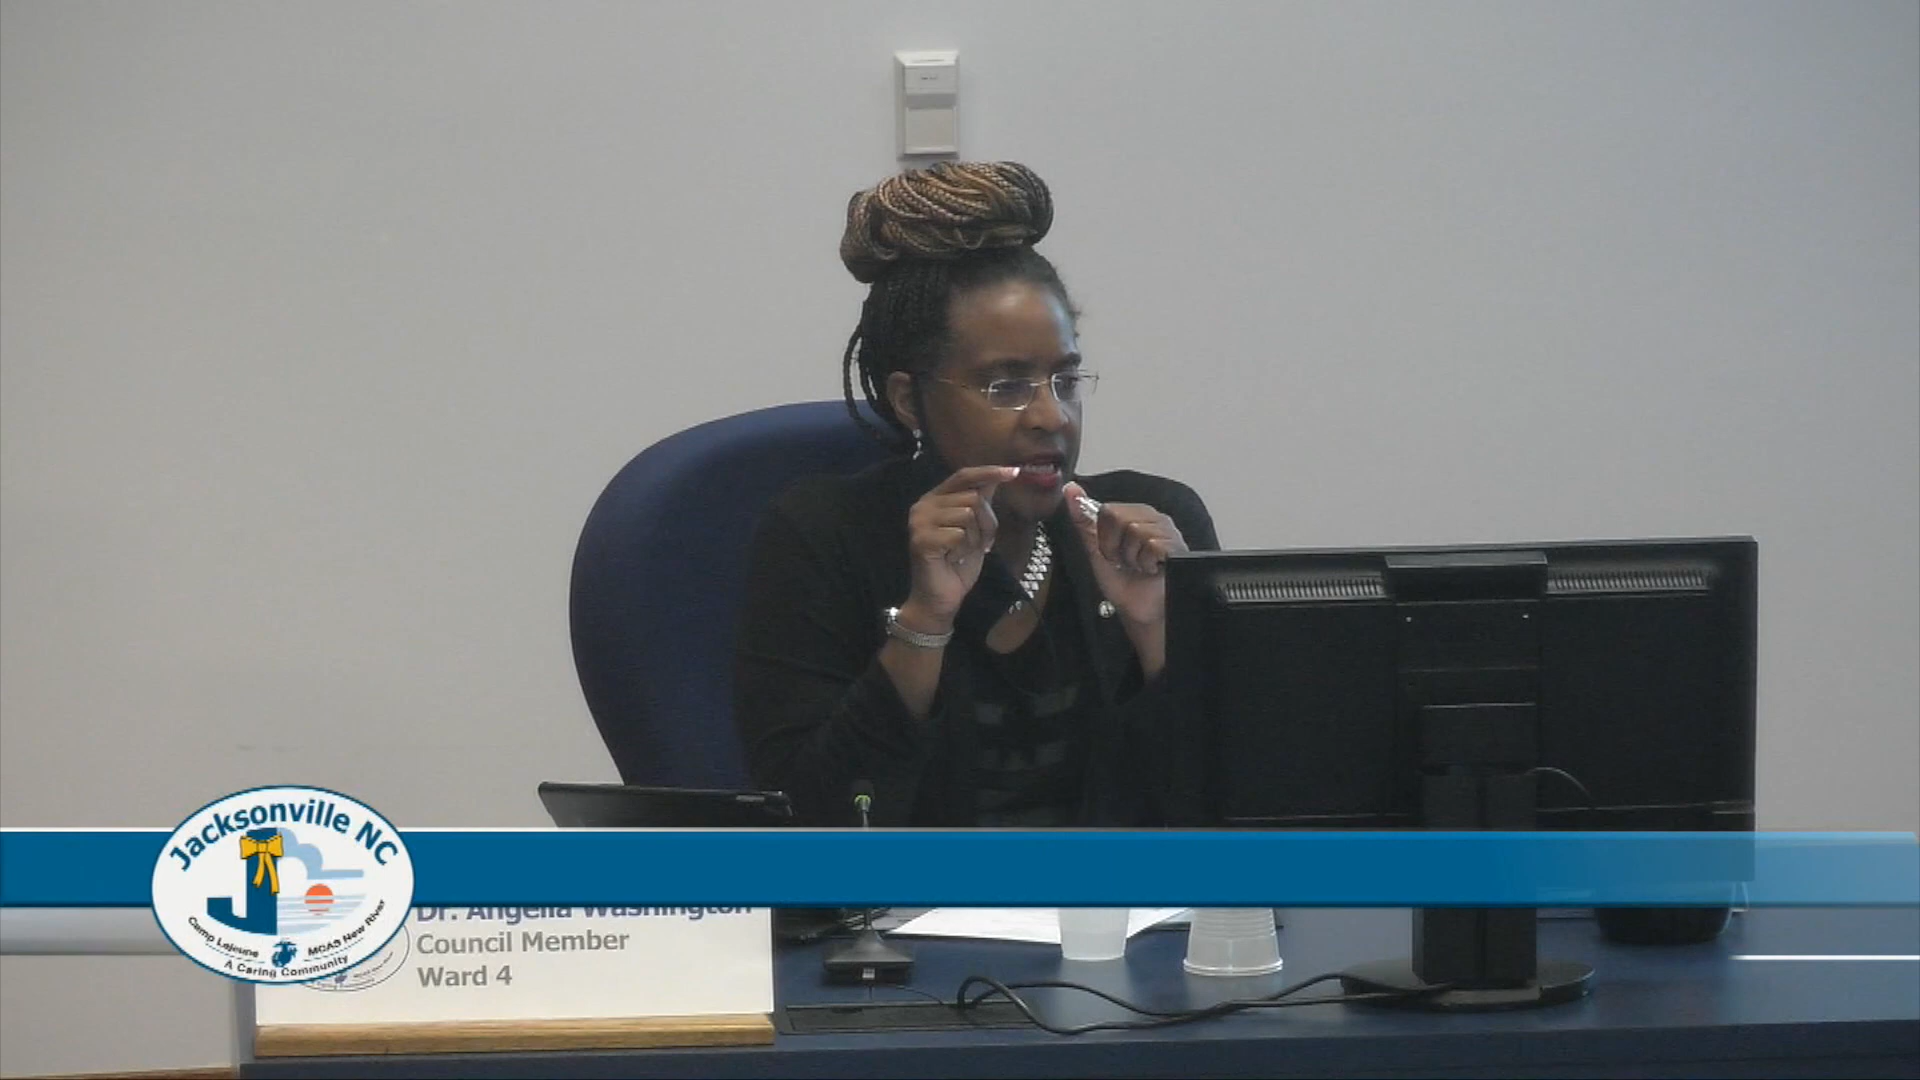 Jacksonville NC
Camp Lejeune
MCAS New River
A Caring Community
Dr. Angelia Washington
Council Member
Ward 4